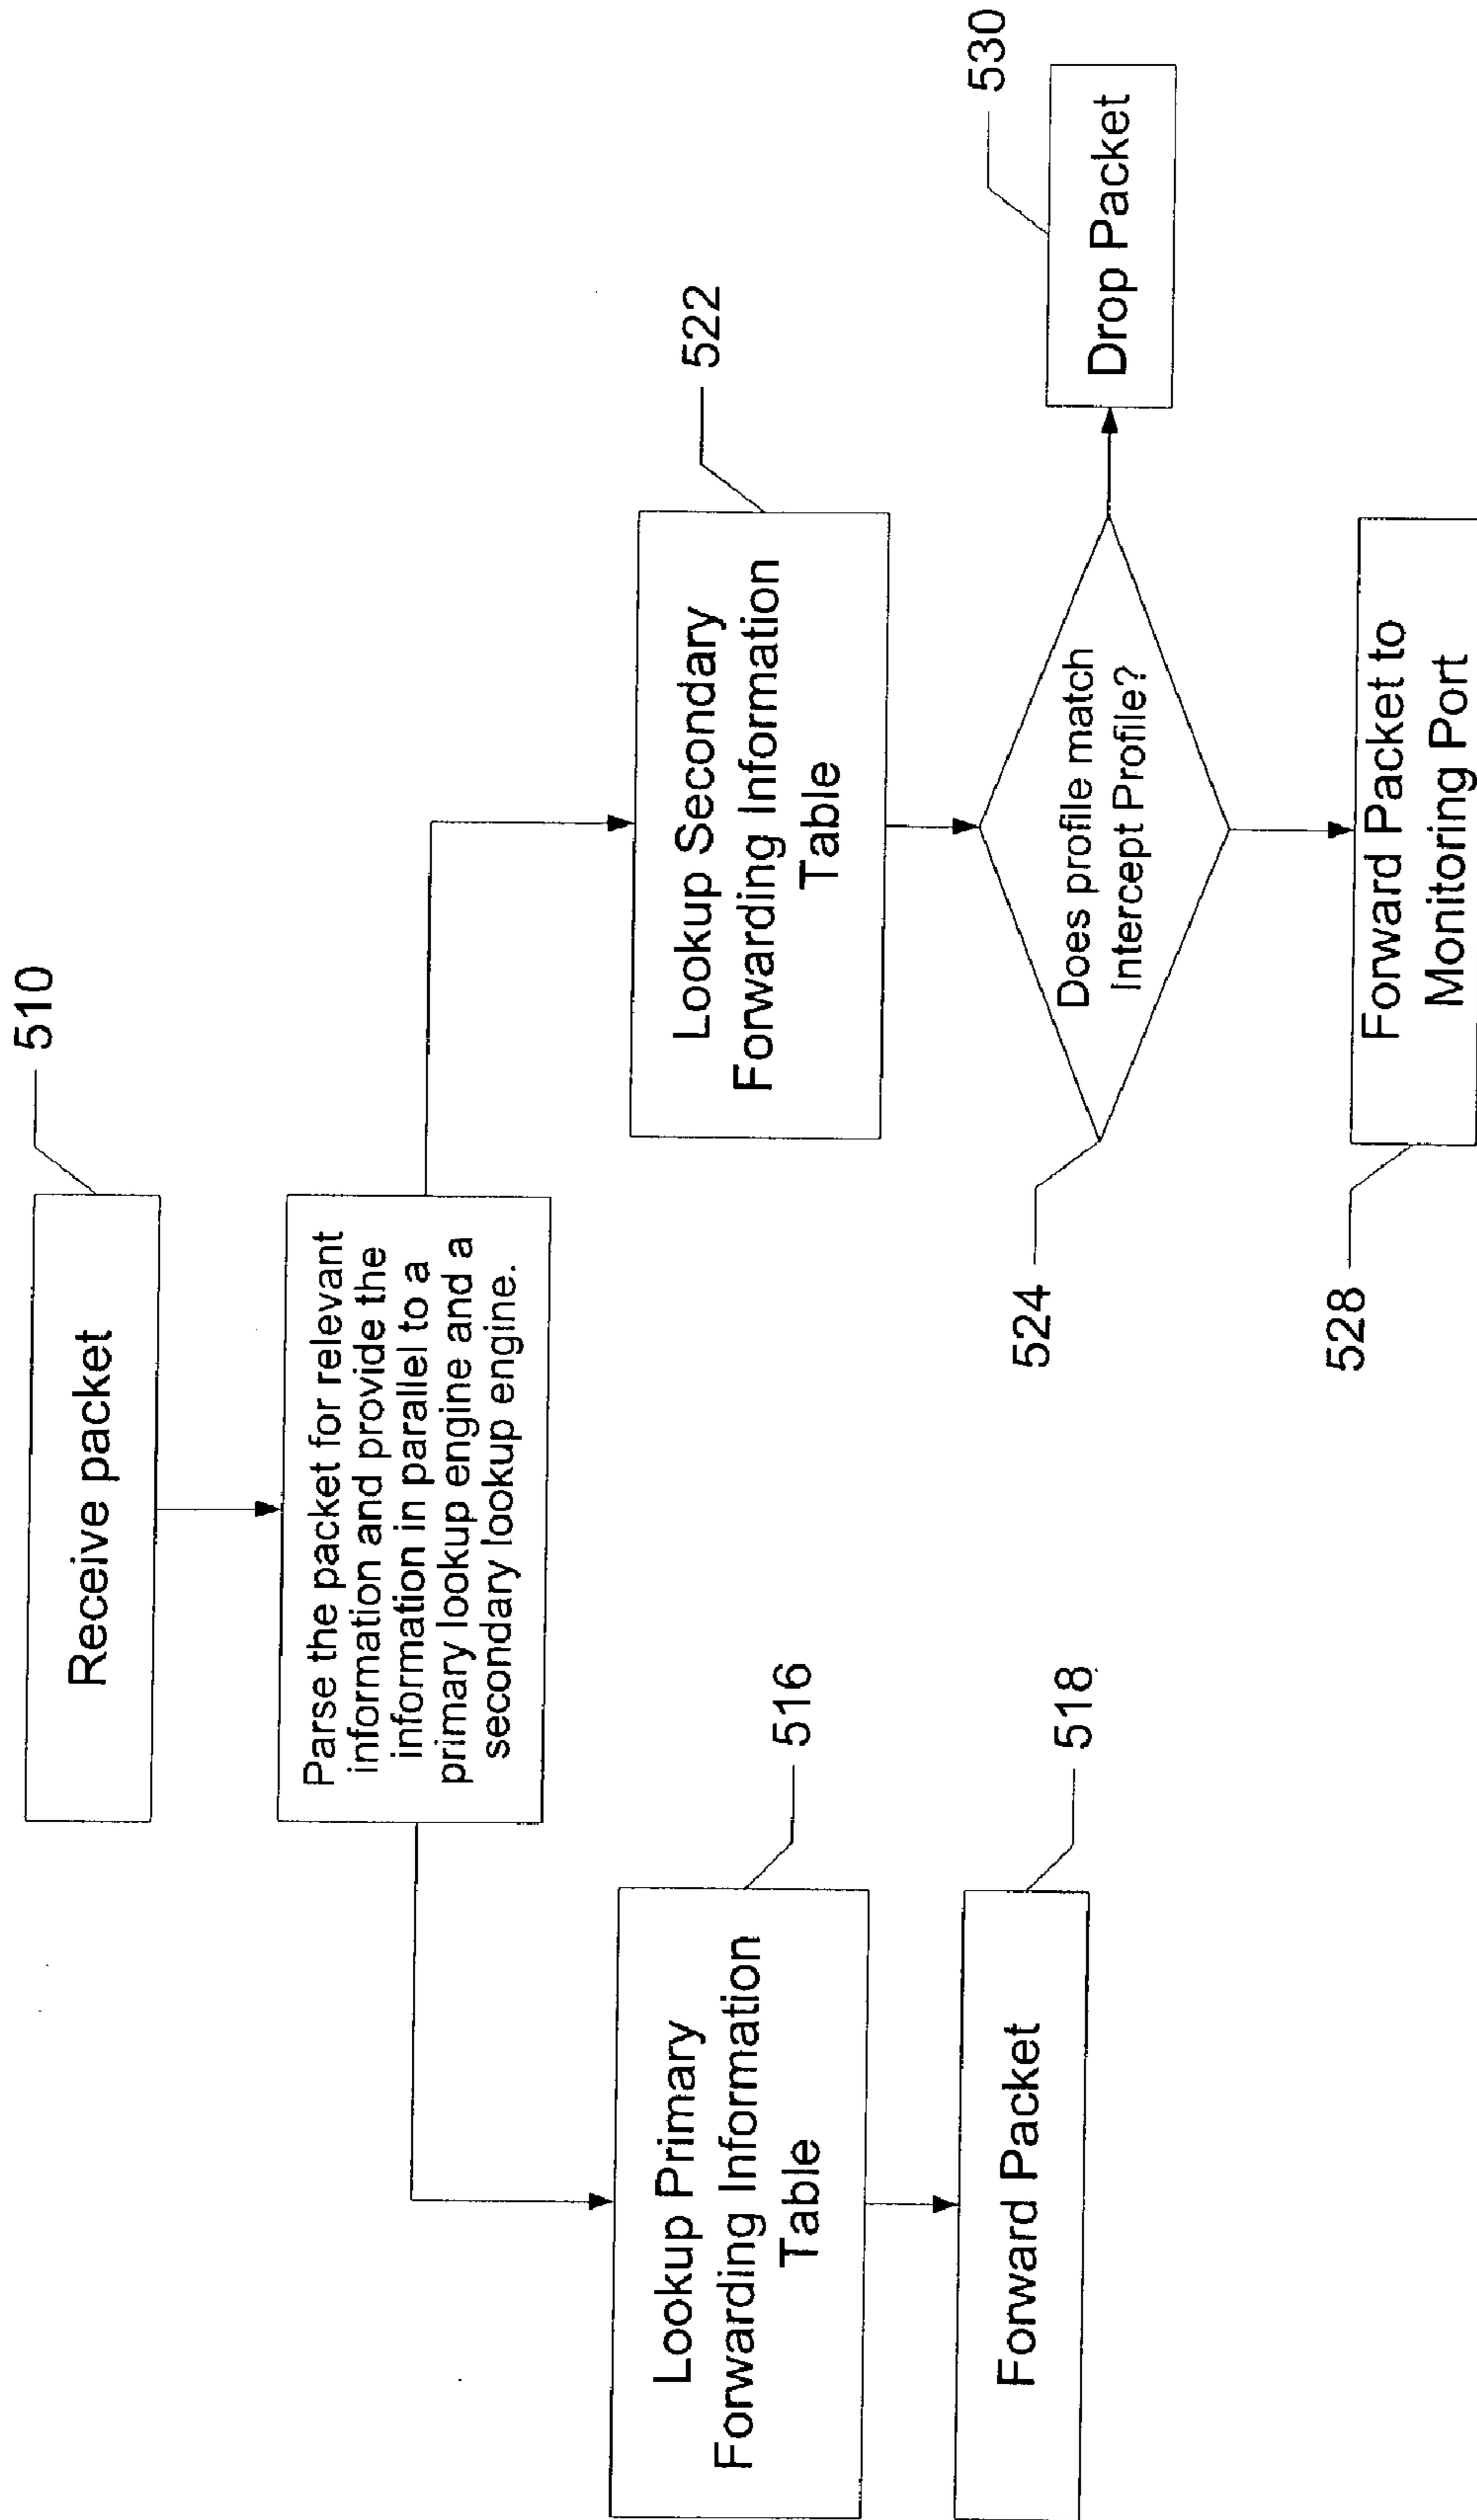 510
Receive packet
Parse the packet for relevant
information and provide the
information in parallel to a
primary lookup engine and a
secondary lookup engine.
Lookup Primary
Forwarding Information
Table
516
Forward Packet
518
Lookup Secondary
Forwarding Information
Table
522
Does profile match
Intercept Profile?
524
Drop Packet
530
Forward Packet to
Monitoring Port
528